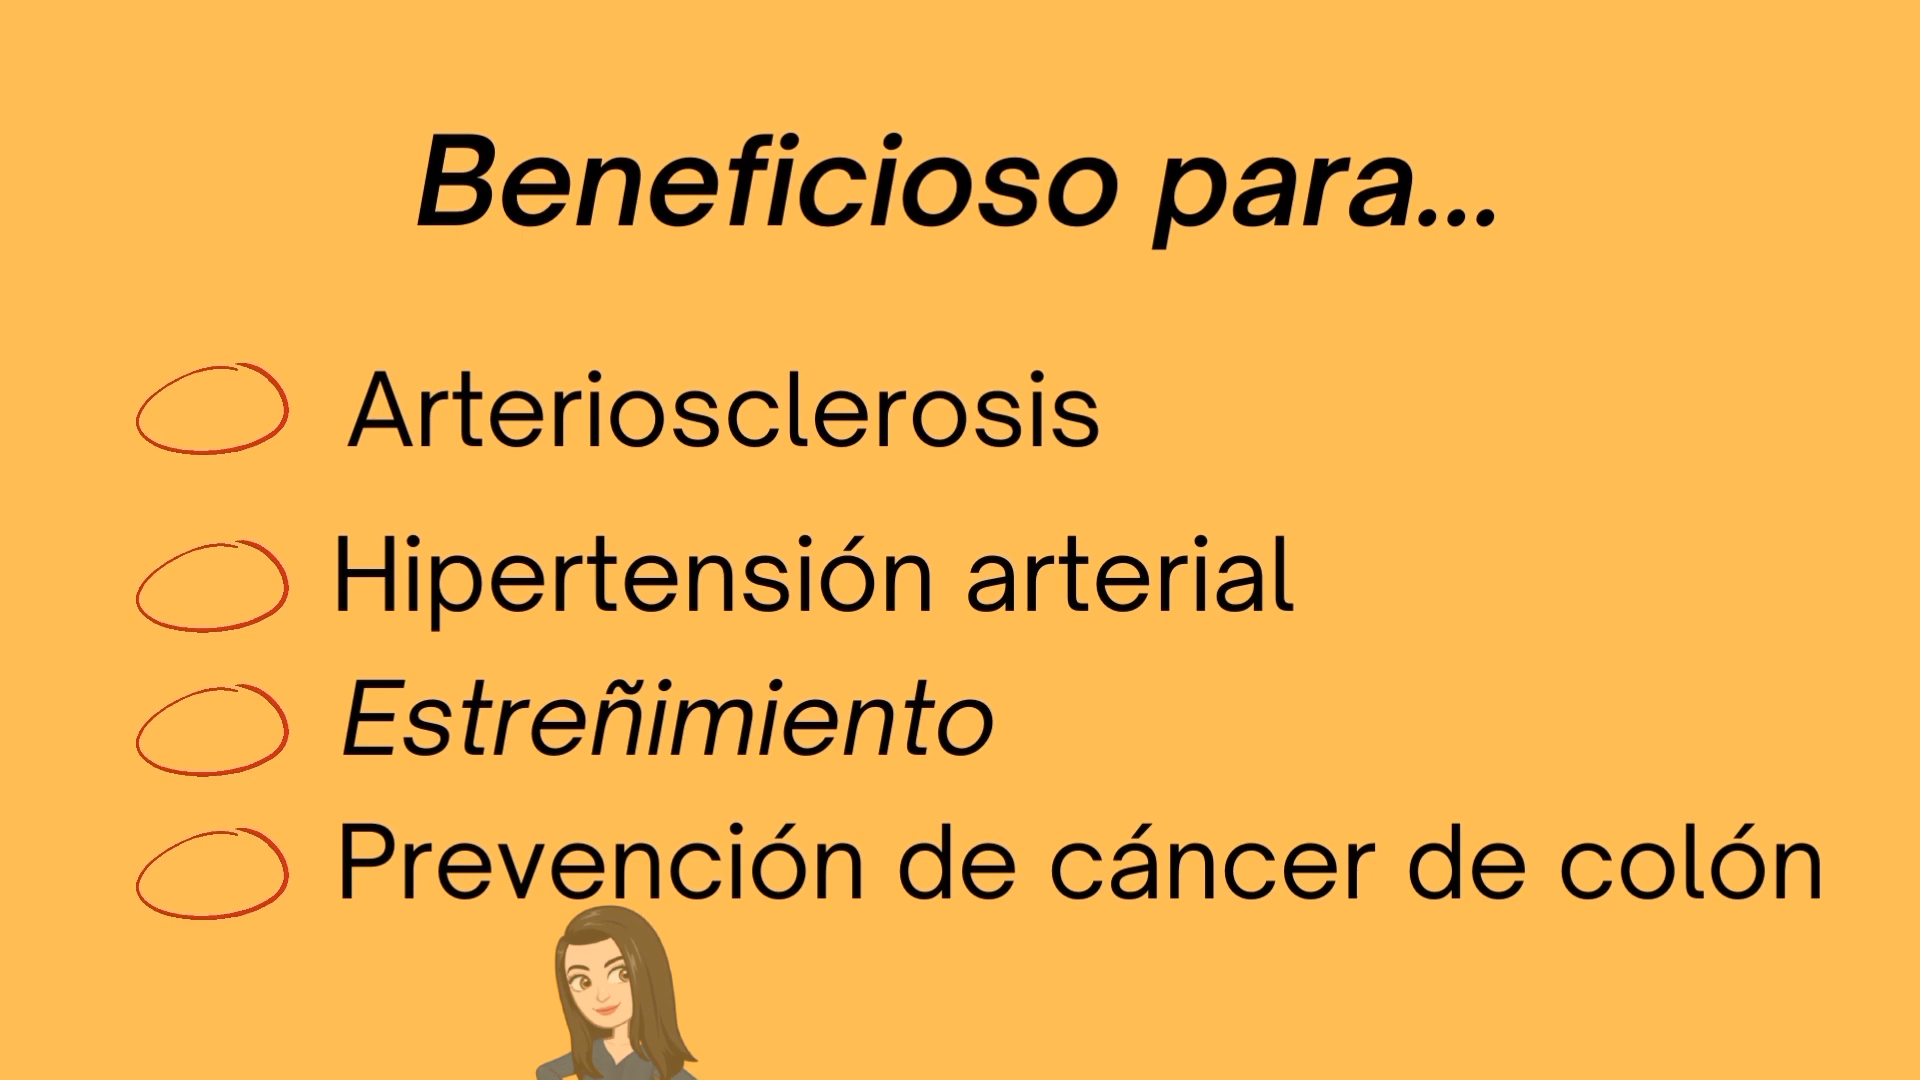 Beneficioso para...
Arteriosclerosis
Hipertensión arterial
Estreñimiento
Prevención de cáncer de colón